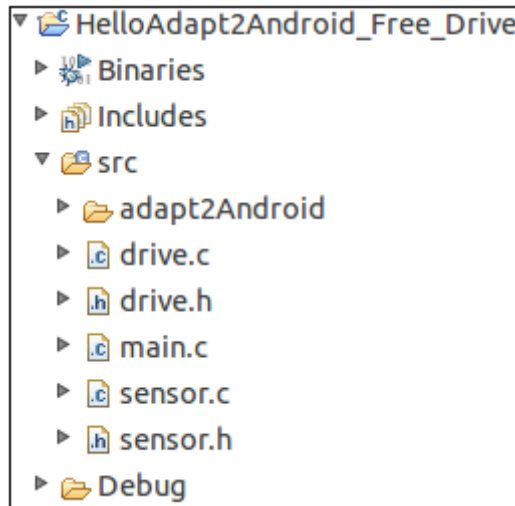 HelloAdapt2Android_Free_Drive
Binaries
Includes
src
adapt2Android
drive.c
drive.h
main.c
sensor.c
sensor.h
Debug